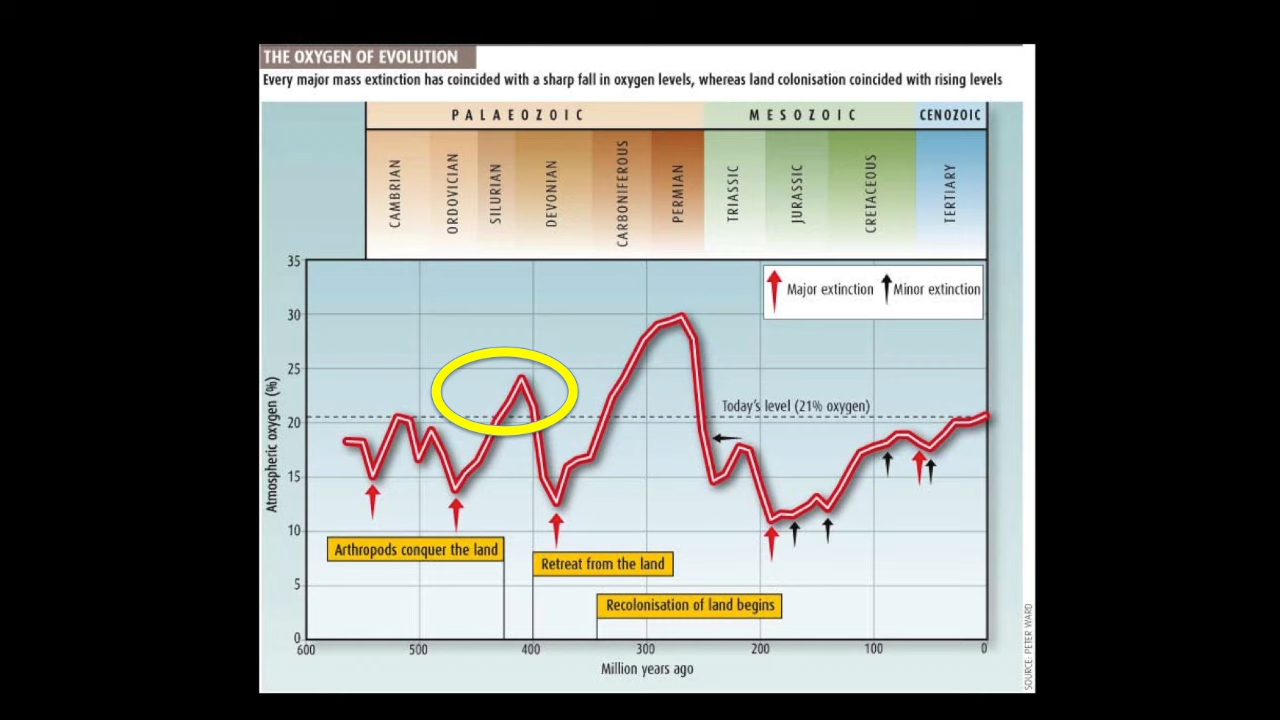 THE OXYGEN OF EVOLUTION
Every major mass extinction has coincided with a sharp fall in oxygen levels, whereas land colonisation coincided with rising levels
PALAEOZOIC
MESOZOIC
CENOZOIC
CAMBRIAN
ORDOVICIAN
SILURIAN
DEVONIAN
CARBONIFEROUS
PERMIAN
TRIASSIC
JURASSIC
CRETACEOUS
TERTIARY
35
30
25
20
15
10
5
0
Atmospheric oxygen (%)
Major extinction
Minor extinction
Today's level (21% oxygen)
Arthropods conquer the land
Retreat from the land
Recolonisation of land begins
600
500
400
300
200
100
0
Million years ago
SOURCE: PETER WARD